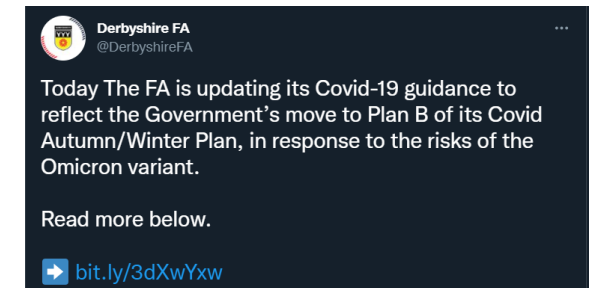 Derbyshire FA
@DerbyshireFA
Today The FA is updating its Covid-19 guidance to
reflect the Government’s move to Plan B of its Covid
Autumn/Winter Plan, in response to the risks of the
Omicron variant.
Read more below.
➡️ bit.ly/3dXwYxw